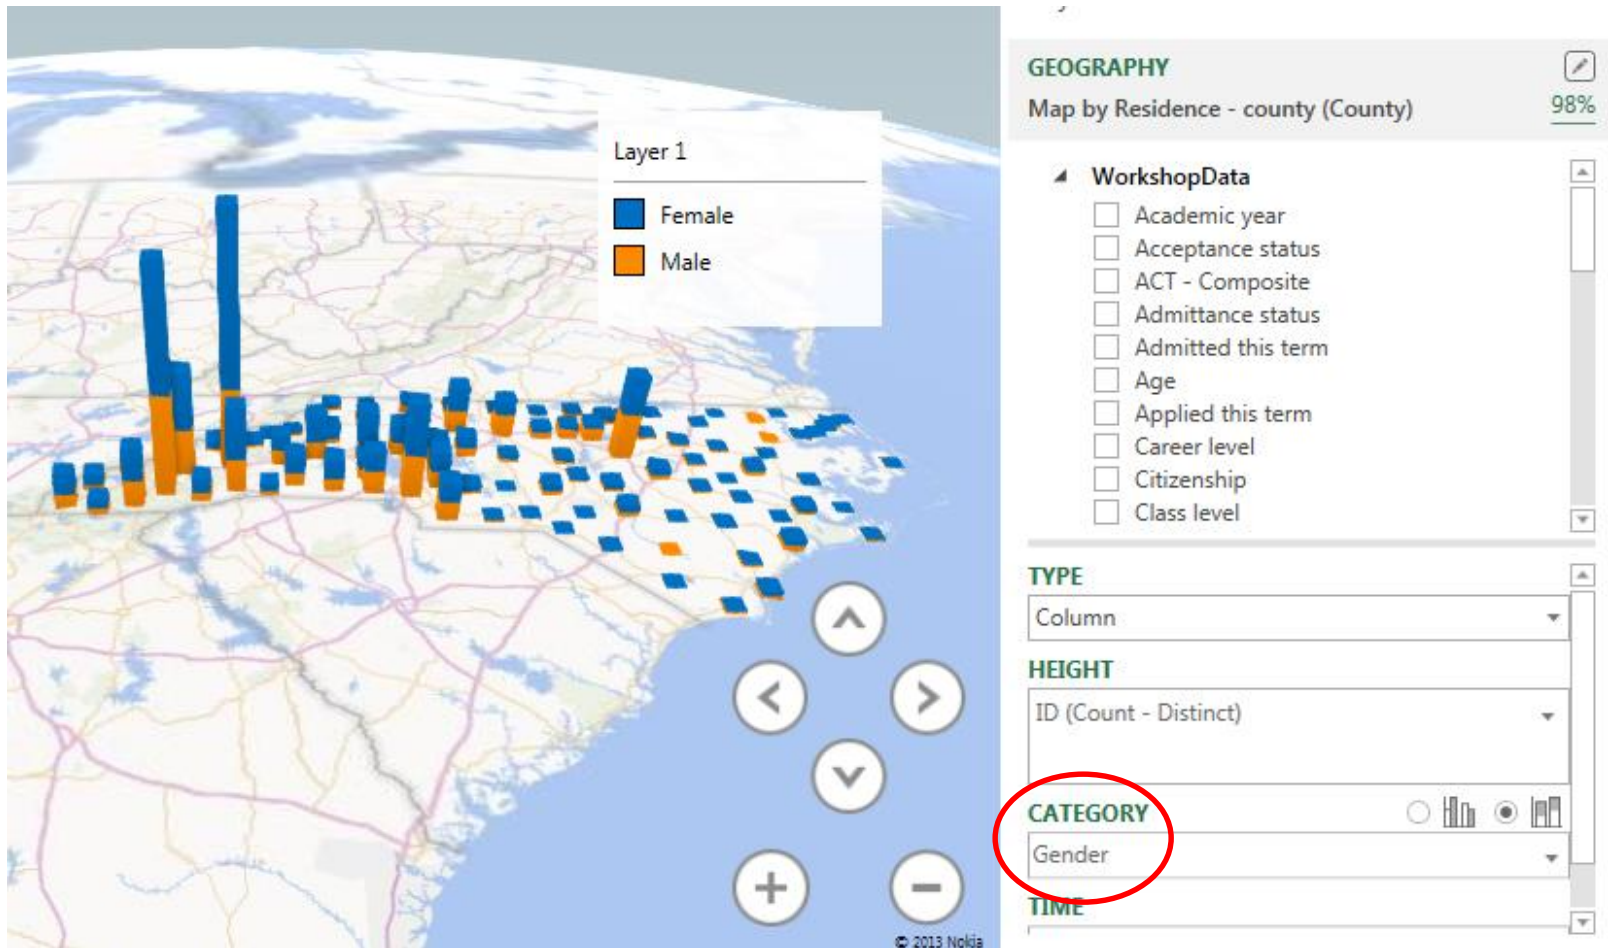 Layer 1
Female
Male
© 2013 Nokia
GEOGRAPHY
Map by Residence - county (County)
98%
WorkshopData
Academic year
Acceptance status
ACT - Composite
Admittance status
Admitted this term
Age
Applied this term
Career level
Citizenship
Class level
TYPE
Column
HEIGHT
ID (Count - Distinct)
CATEGORY
Gender
TIME